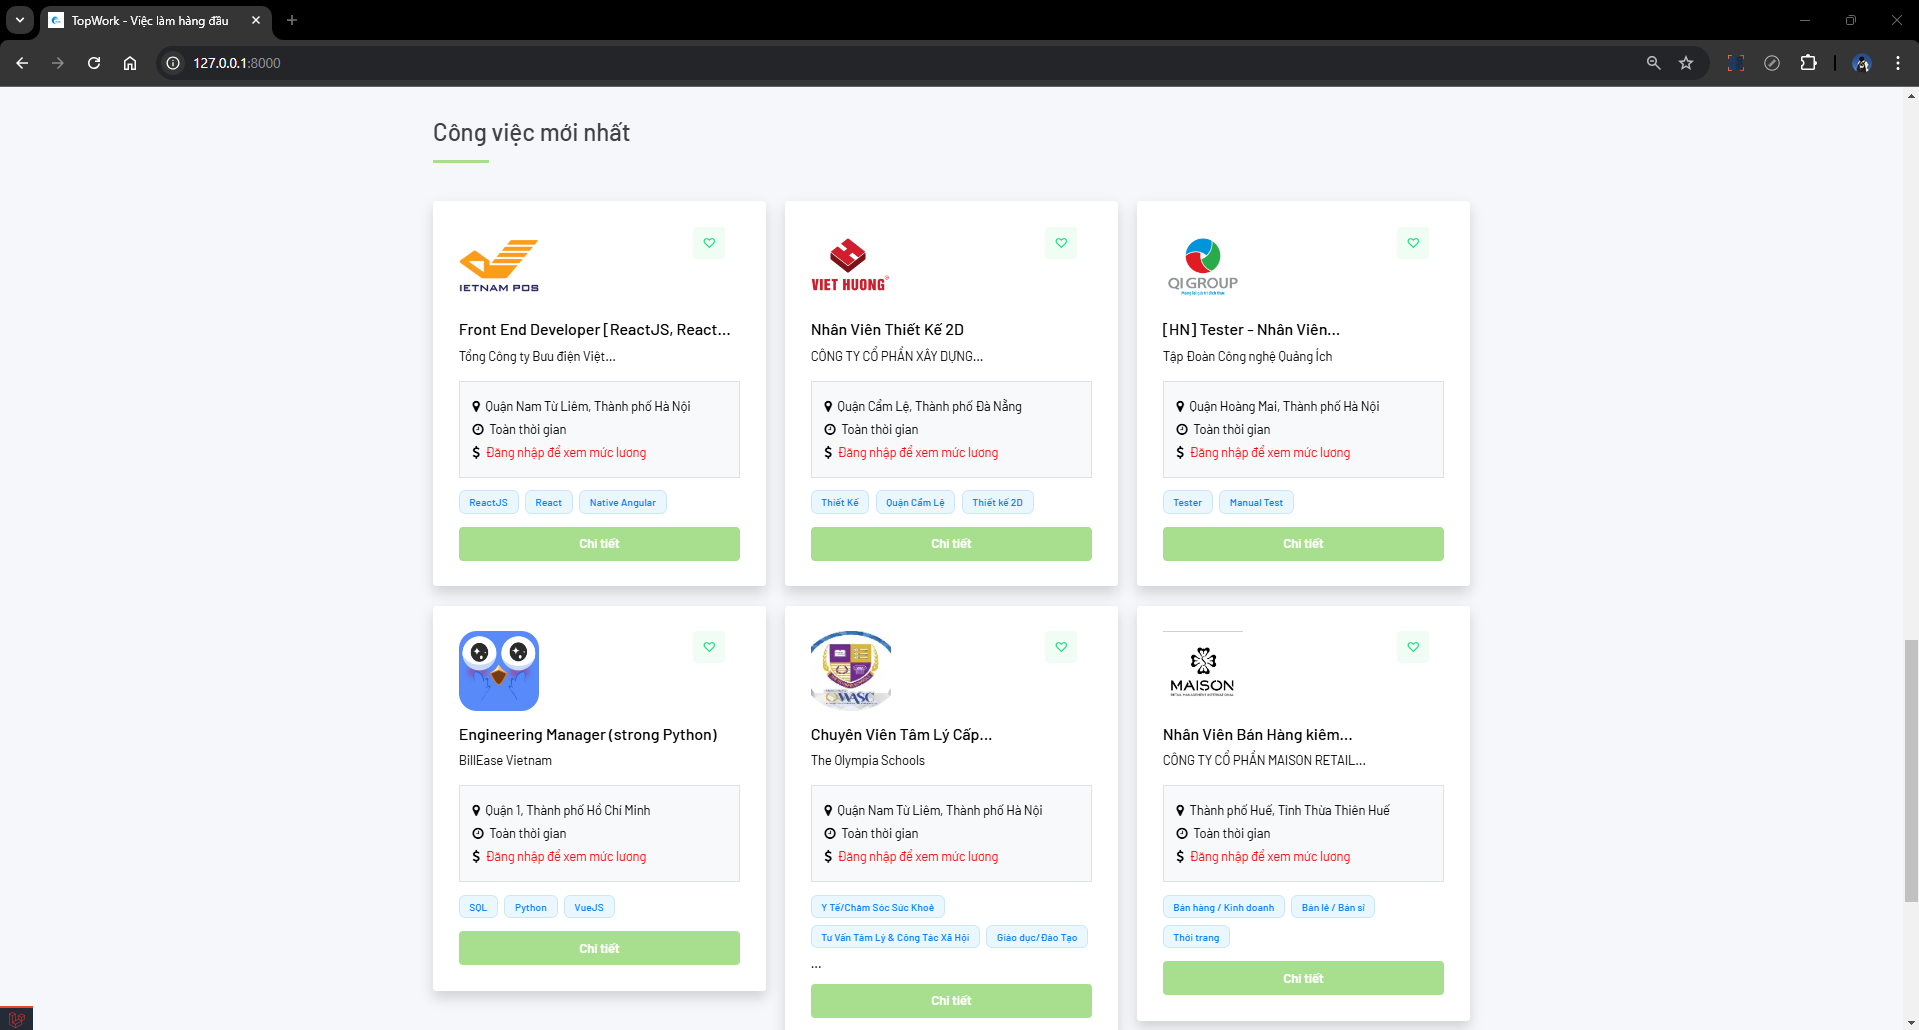 TopWork - Việc làm hàng đầu
127.0.0.1:8000
Công việc mới nhất
IETNAM POS
Front End Developer [ReactJS, React...
Tổng Công ty Bưu điện Việt...
Quận Nam Từ Liêm, Thành phố Hà Nội
Toàn thời gian
$ Đăng nhập để xem mức lương
ReactJS React Native Angular
Chi tiết
VIET HUONG®
Nhân Viên Thiết Kế 2D
CÔNG TY CỔ PHẦN XÂY DỰNG...
Quận Cẩm Lệ, Thành phố Đà Nẵng
Toàn thời gian
$ Đăng nhập để xem mức lương
Thiết Kế Quận Cẩm Lệ Thiết kế 2D
Chi tiết
QI GROUP
[HN] Tester - Nhân Viên...
Tập Đoàn Công nghệ Quảng Ích
Quận Hoàng Mai, Thành phố Hà Nội
Toàn thời gian
$ Đăng nhập để xem mức lương
Tester Manual Test
Chi tiết
Engineering Manager (strong Python)
BillEase Vietnam
Quận 1, Thành phố Hồ Chí Minh
Toàn thời gian
$ Đăng nhập để xem mức lương
SQL Python VueJS
Chi tiết
WASC
Chuyên Viên Tâm Lý Cấp...
The Olympia Schools
Quận Nam Từ Liêm, Thành phố Hà Nội
Toàn thời gian
$ Đăng nhập để xem mức lương
Y Tế/Chăm Sóc Sức Khoẻ
Tư Vấn Tâm Lý & Công Tác Xã Hội Giáo dục/Đào Tạo
...
Chi tiết
MAISON
RETAIL MANAGEMENT INTERNATIONAL
Nhân Viên Bán Hàng kiêm...
CÔNG TY CỔ PHẦN MAISON RETAIL...
Thành phố Huế, Tỉnh Thừa Thiên Huế
Toàn thời gian
$ Đăng nhập để xem mức lương
Bán hàng / Kinh doanh Bán lẻ / Bán sỉ
Thời trang
Chi tiết